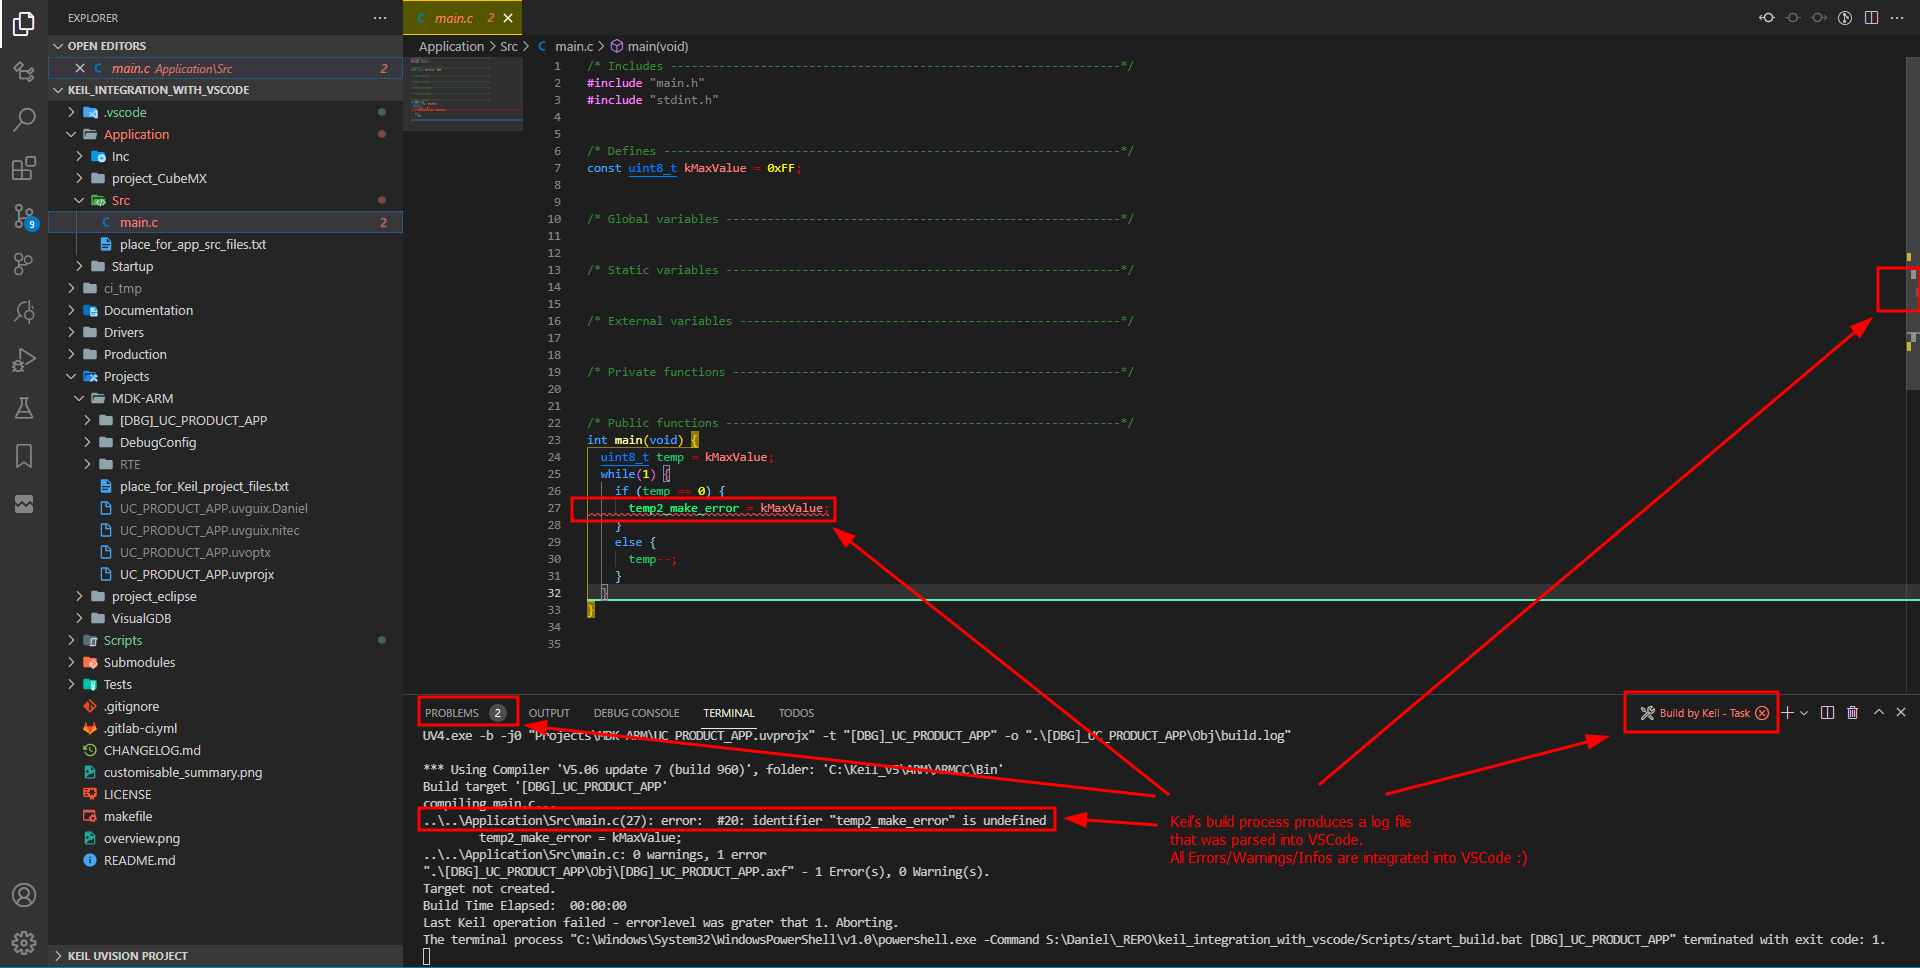 EXPLORER
OPEN EDITORS
main.c Application\Src 2
KEIL_INTEGRATION_WITH_VSCODE
.vscode
Application
Inc
project_CubeMX
Src
main.c 2
place_for_app_src_files.txt
Startup
ci_tmp
Documentation
Drivers
Production
Projects
MDK-ARM
[DBG]_UC_PRODUCT_APP
DebugConfig
RTE
place_for_Keil_project_files.txt
UC_PRODUCT_APP.uvguix.Daniel
UC_PRODUCT_APP.uvguix.nitec
UC_PRODUCT_APP.uvoptx
UC_PRODUCT_APP.uvprojx
project_eclipse
VisualGDB
Scripts
Submodules
Tests
.gitignore
.gitlab-ci.yml
CHANGELOG.md
customisable_summary.png
LICENSE
makefile
overview.png
README.md
KEIL UVISION PROJECT
9
main.c 2
Application > Src > C main.c > main(void)
1 /* Includes ------------------------------------------------------------------*/
2 #include "main.h"
3 #include "stdint.h"
4
5
6 /* Defines -------------------------------------------------------------------*/
7 const uint8_t kMaxValue = 0xFF;
8
9
10 /* Global variables ----------------------------------------------------------*/
11
12
13 /* Static variables ----------------------------------------------------------*/
14
15
16 /* External variables --------------------------------------------------------*/
17
18
19 /* Private functions ---------------------------------------------------------*/
20
21
22 /* Public functions ----------------------------------------------------------*/
23 int main(void) {
24 uint8_t temp = kMaxValue;
25 while(1) {
26 if (temp == 0) {
27 temp2_make_error = kMaxValue;
28 }
29 else {
30 temp--;
31 }
32 }
33 }
34
35
PROBLEMS 2 OUTPUT DEBUG CONSOLE TERMINAL TODOS Build by Keil - Task
UV4.exe -b -j0 "Projects\MDK-ARM\UC_PRODUCT_APP.uvprojx" -t "[DBG]_UC_PRODUCT_APP" -o ".\[DBG]_UC_PRODUCT_APP\Obj\build.log"
*** Using Compiler 'V5.06 update 7 (build 960)', folder: 'C:\Keil_v5\ARM\ARMCC\Bin'
Build target '[DBG]_UC_PRODUCT_APP'
compiling main.c...
..\..\Application\Src\main.c(27): error:  #20: identifier "temp2_make_error" is undefined
temp2_make_error = kMaxValue;
..\..\Application\Src\main.c: 0 warnings, 1 error
".\[DBG]_UC_PRODUCT_APP\Obj\[DBG]_UC_PRODUCT_APP.axf" - 1 Error(s), 0 Warning(s).
Target not created.
Build Time Elapsed:  00:00:00
Last Keil operation failed - errorlevel was grater that 1. Aborting.
The terminal process "C:\Windows\System32\WindowsPowerShell\v1.0\powershell.exe -Command S:\Daniel\_REPO\keil_integration_with_vscode/Scripts/start_build.bat [DBG]_UC_PRODUCT_APP" terminated with exit code: 1.
Keil's build process produces a log file
that was parsed into VSCode.
All Errors/Warnings/Infos are integrated into VSCode :)